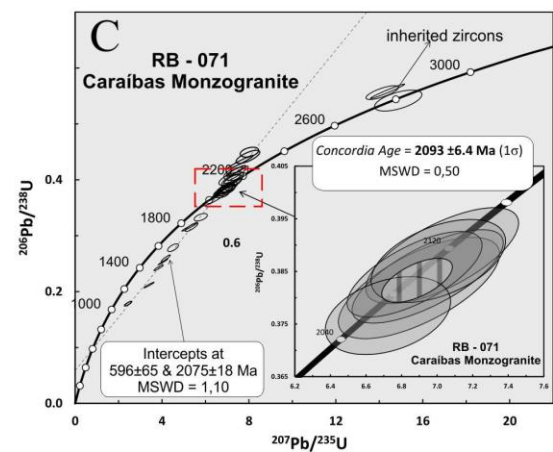 C
RB - 071
Caraíbas Monzogranite
inherited zircons
3000
2600
2200
1800
1400
1000
0.6
0.4
0.2
0
0
4
8
12
16
20
²⁰⁶Pb/²³⁸U
²⁰⁷Pb/²³⁵U
Concordia Age = 2093 ±6.4 Ma (1σ)
MSWD = 0,50
Intercepts at
596±65 & 2075±18 Ma
MSWD = 1,10
0.405
0.395
0.385
0.375
0.365
206Pb/238U
2120
2040
RB - 071
Caraíbas Monzogranite
6.2
6.4
6.6
6.8
7.0
7.2
7.4
7.6